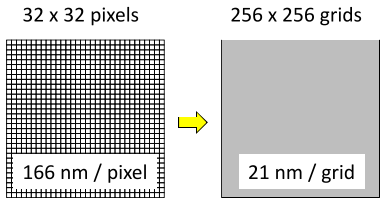 32 x 32 pixels
256 x 256 grids
166 nm / pixel
21 nm / grid